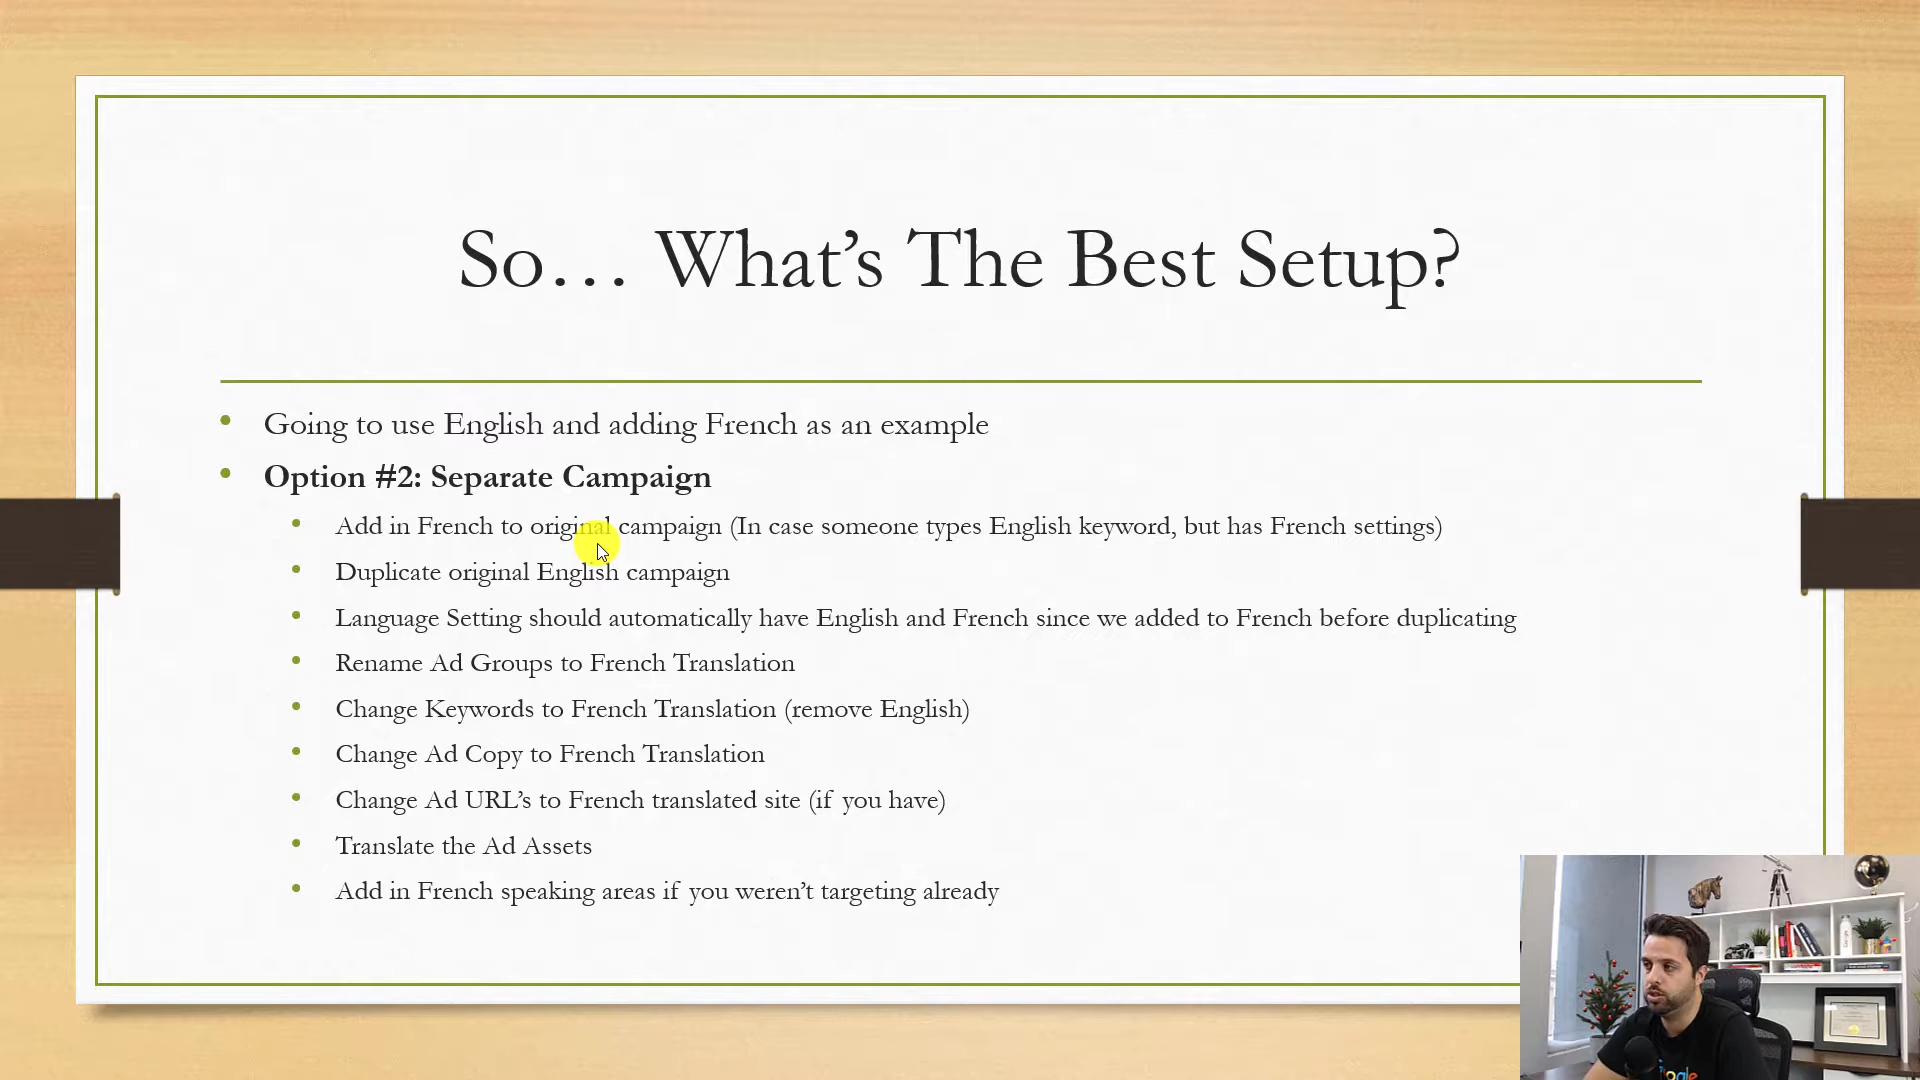 So… What’s The Best Setup?
Going to use English and adding French as an example
Option #2: Separate Campaign
Add in French to original campaign (In case someone types English keyword, but has French settings)
Duplicate original English campaign
Language Setting should automatically have English and French since we added to French before duplicating
Rename Ad Groups to French Translation
Change Keywords to French Translation (remove English)
Change Ad Copy to French Translation
Change Ad URL’s to French translated site (if you have)
Translate the Ad Assets
Add in French speaking areas if you weren’t targeting already